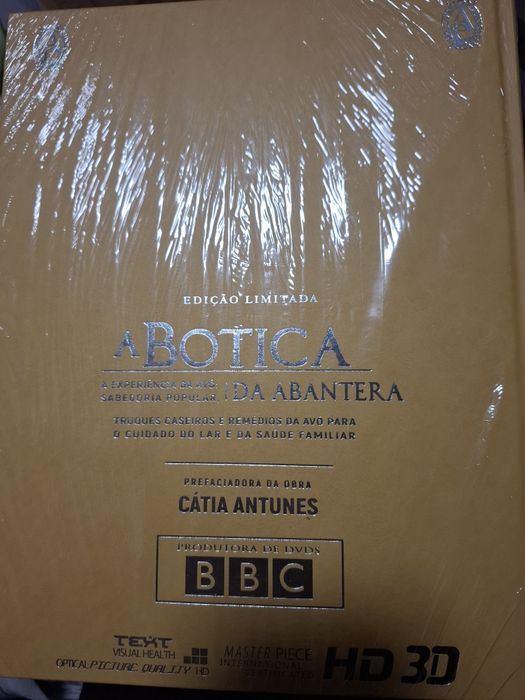 EDIÇÃO LIMITADA
A BOTICA
A EXPERIÊNCIA DA AVÓ,
SABEDORIA POPULAR,
DA ABANTERA
TRUQUES CASEIROS E REMÉDIOS DA AVÓ PARA
O CUIDADO DO LAR E DA SAÚDE FAMILIAR
PREFACIADORA DA OBRA
CÁTIA ANTUNES
PRODUTORA DE DVDS
BBC
TEXT
VISUAL HEALTH
OPTICAL PICTURE QUALITY HD
MASTER PIECE
INTERNATIONAL
CERTIFICATED
HD 3D